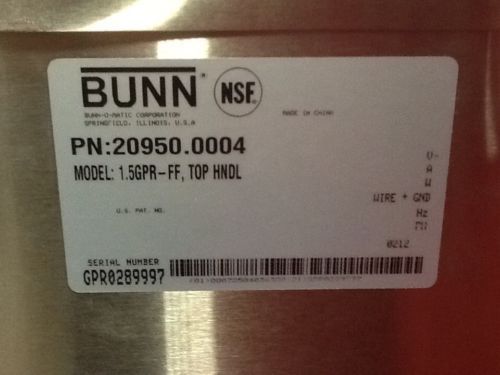 BUNN®
NSF.
BUNN-O-MATIC CORPORATION
SPRINGFIELD, ILLINOIS, U.S.A
MADE IN CHINA
PN:20950.0004
MODEL: 1.5GPR-FF, TOP HNDL
V~
A
W
WIRE + GND
Hz
PH
U.S. PAT. NO.
0212
SERIAL NUMBER
GPR0289997